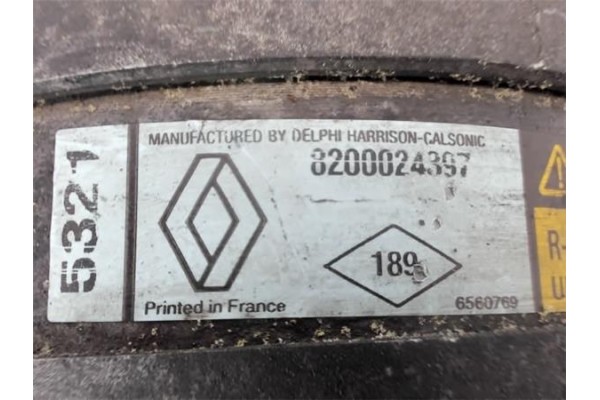 5321
MANUFACTURED BY DELPHI HARRISON-CALSONIC
8200024397
189
Printed in France
6560769
R-
U